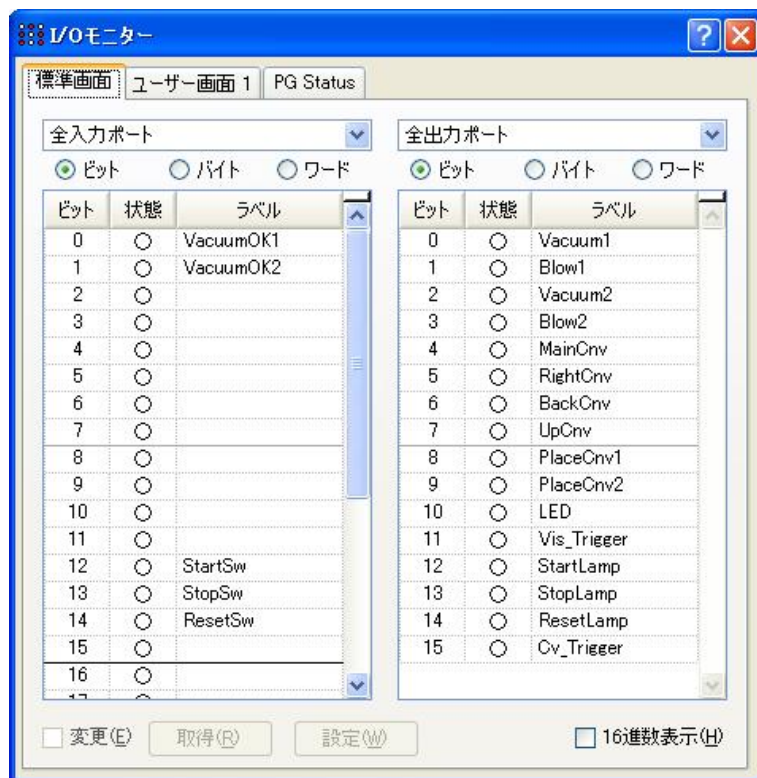 I/Oモニター
標準画面 ユーザー画面 1 PG Status
全入力ポート 全出力ポート
ビット バイト ワード ビット バイト ワード
ビット 状態 ラベル ビット 状態 ラベル
0 VacuumOK1 0 Vacuum1
1 VacuumOK2 1 Blow1
2 2 Vacuum2
3 3 Blow2
4 4 MainCnv
5 5 RightCnv
6 6 BackCnv
7 7 UpCnv
8 8 PlaceCnv1
9 9 PlaceCnv2
10 10 LED
11 11 Vis_Trigger
12 StartSw 12 StartLamp
13 StopSw 13 StopLamp
14 ResetSw 14 ResetLamp
15 15 Cv_Trigger
16
変更(E) 取得(R) 設定(W) 16進数表示(H)